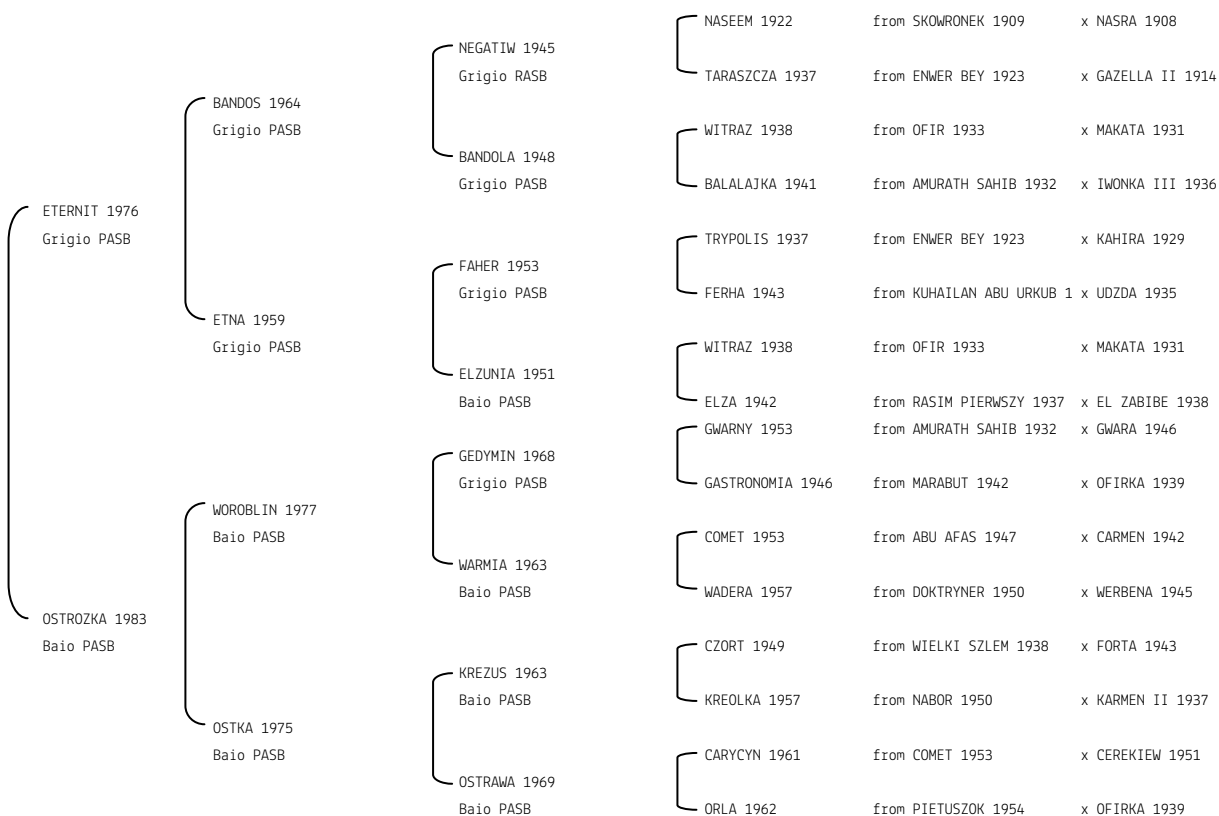 NASEEM 1922 from SKOWRONEK 1909 x NASRA 1908
NEGATIW 1945
Grigio RASB
TARASZCZA 1937 from ENWER BEY 1923 x GAZELLA II 1914
BANDOS 1964
Grigio PASB
WITRAZ 1938 from OFIR 1933 x MAKATA 1931
BANDOLA 1948
Grigio PASB
BALALAJKA 1941 from AMURATH SAHIB 1932 x IWONKA III 1936
ETERNIT 1976
Grigio PASB
TRYPOLIS 1937 from ENWER BEY 1923 x KAHIRA 1929
FAHER 1953
Grigio PASB
FERHA 1943 from KUHAILAN ABU URKUB 1 x UDZDA 1935
ETNA 1959
Grigio PASB
WITRAZ 1938 from OFIR 1933 x MAKATA 1931
ELZUNIA 1951
Baio PASB
ELZA 1942 from RASIM PIERWSZY 1937 x EL ZABIBE 1938
GWARNY 1953 from AMURATH SAHIB 1932 x GWARA 1946
GEDYMIN 1968
Grigio PASB
GASTRONOMIA 1946 from MARABUT 1942 x OFIRKA 1939
WOROBLIN 1977
Baio PASB
COMET 1953 from ABU AFAS 1947 x CARMEN 1942
WARMIA 1963
Baio PASB
WADERA 1957 from DOKTRYNER 1950 x WERBENA 1945
OSTROZKA 1983
Baio PASB
CZORT 1949 from WIELKI SZLEM 1938 x FORTA 1943
KREZUS 1963
Baio PASB
KREOLKA 1957 from NABOR 1950 x KARMEN II 1937
OSTKA 1975
Baio PASB
CARYCYN 1961 from COMET 1953 x CEREKIEW 1951
OSTRAWA 1969
Baio PASB
ORLA 1962 from PIETUSZOK 1954 x OFIRKA 1939